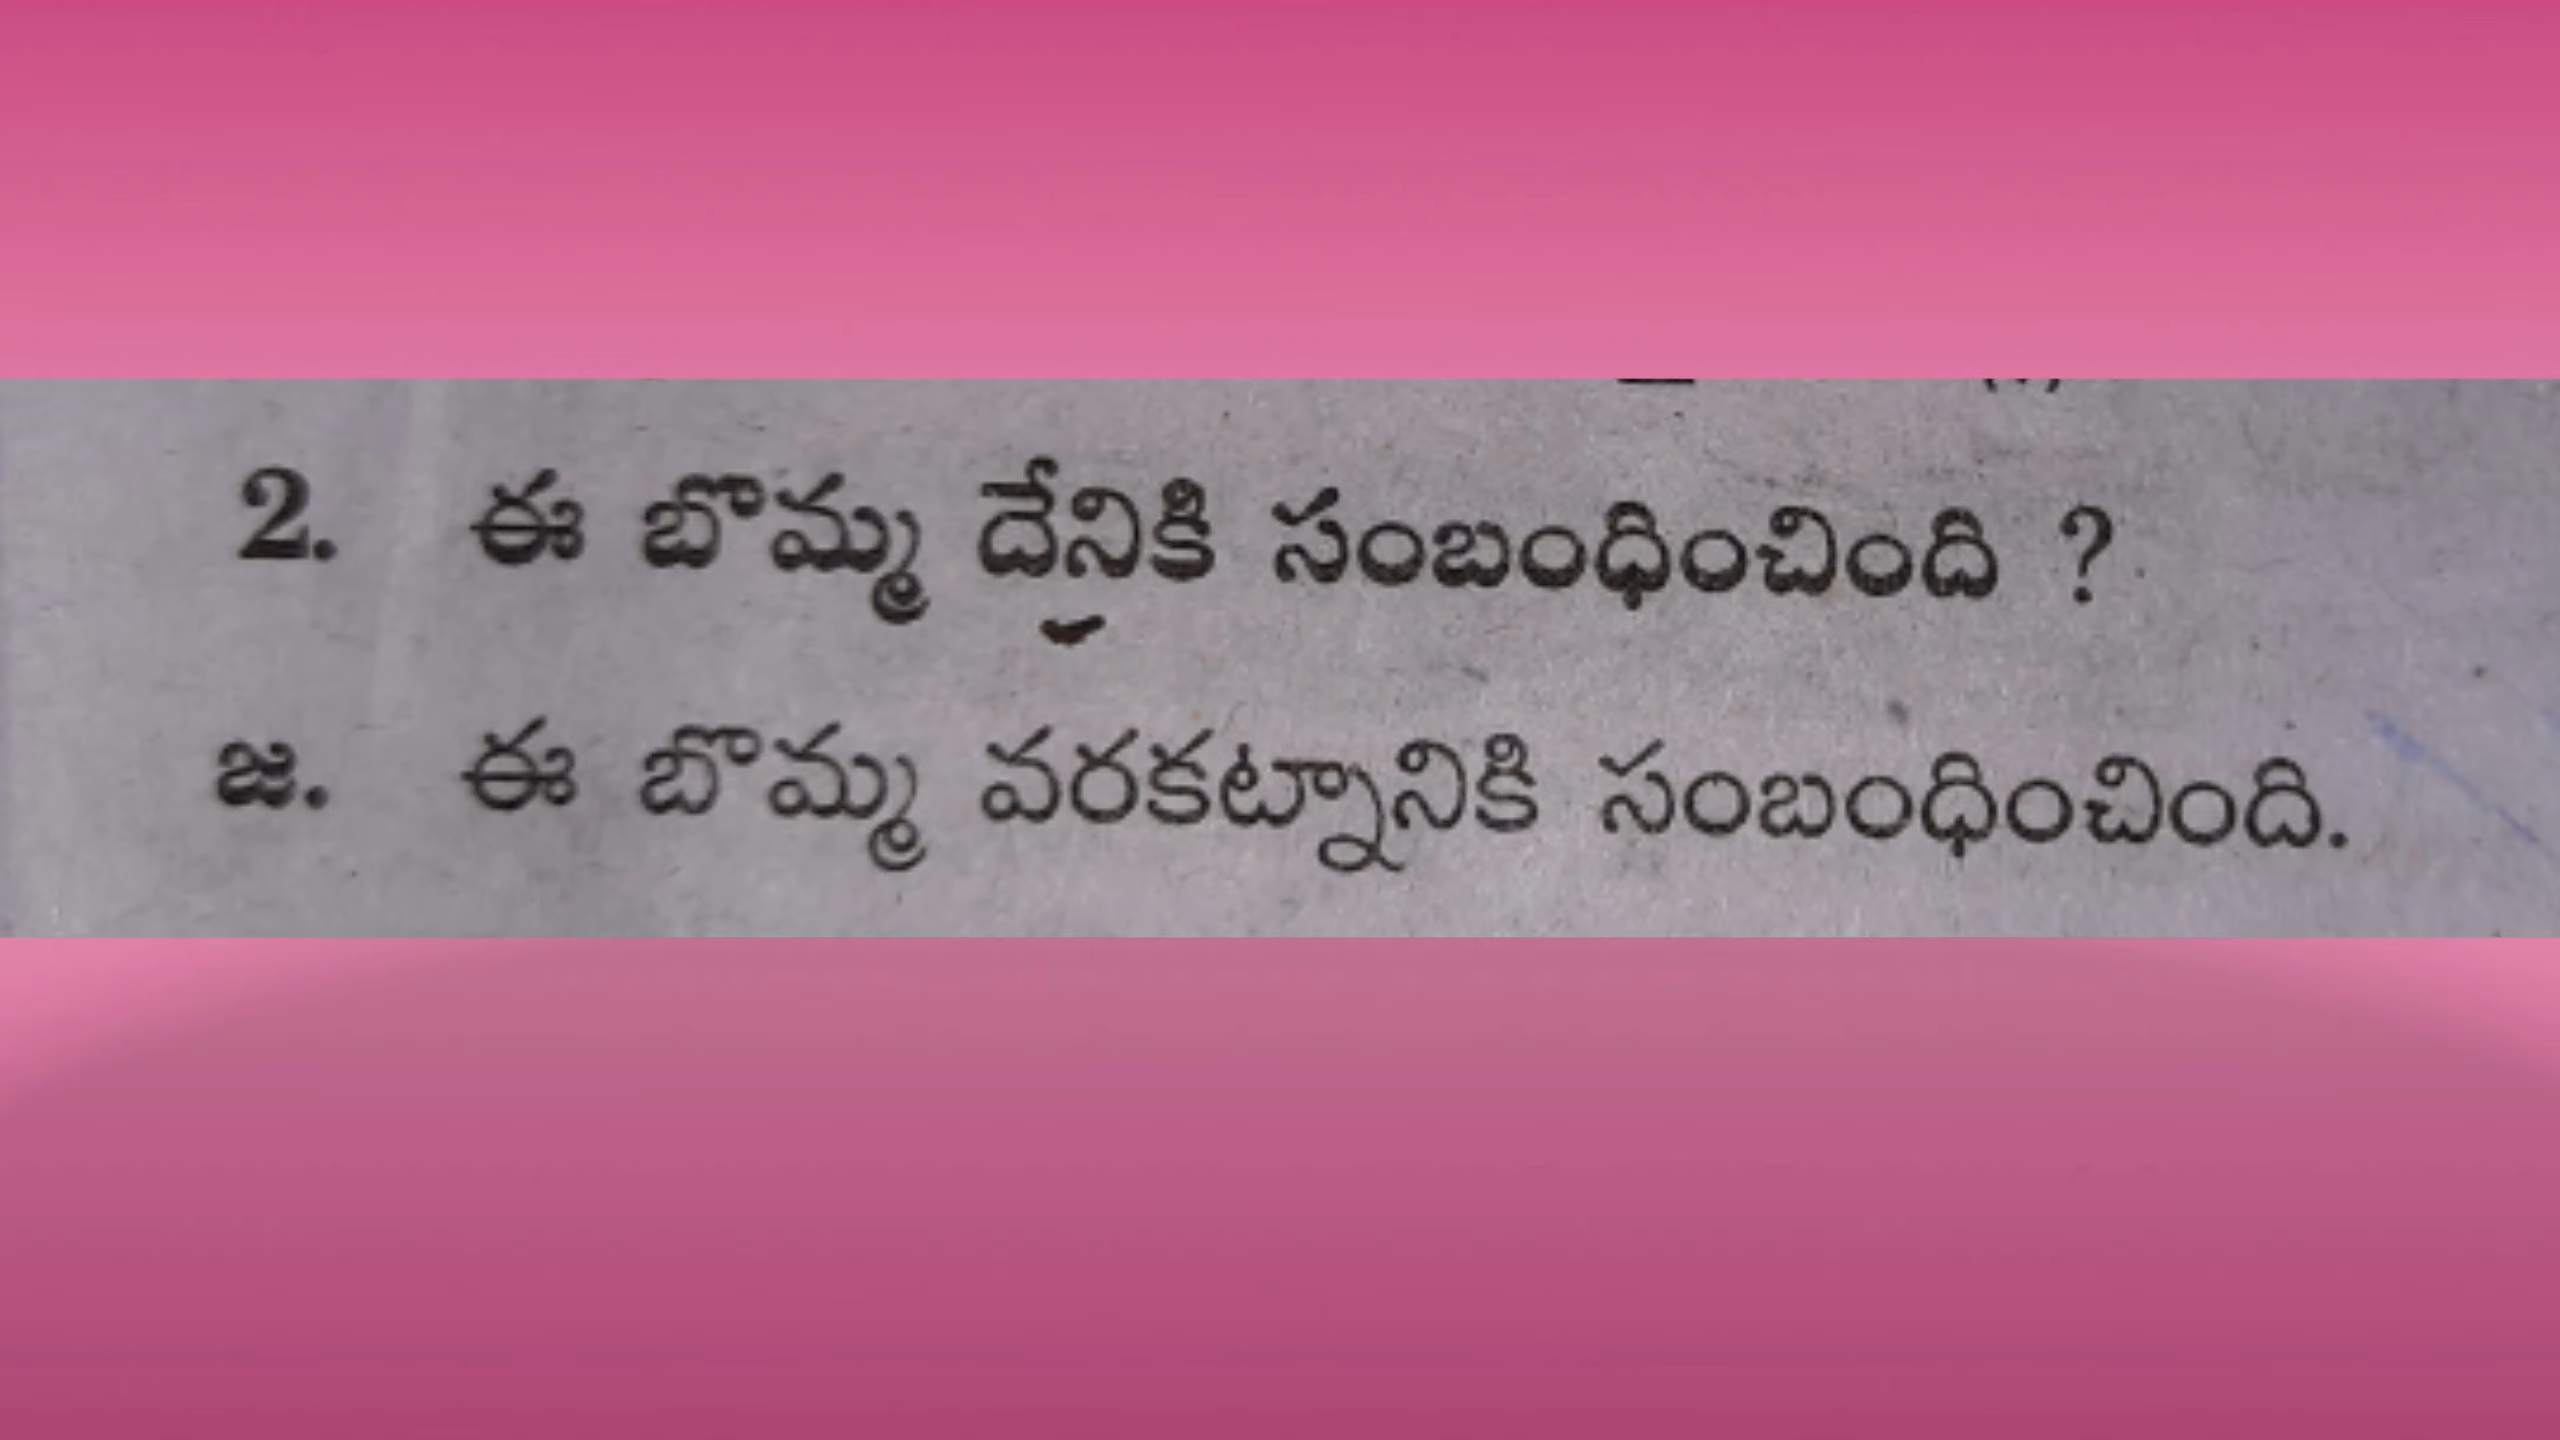 2. ఈ బొమ్మ దేనికి సంబంధించింది ?
జ. ఈ బొమ్మ వరకట్నానికి సంబంధించింది.